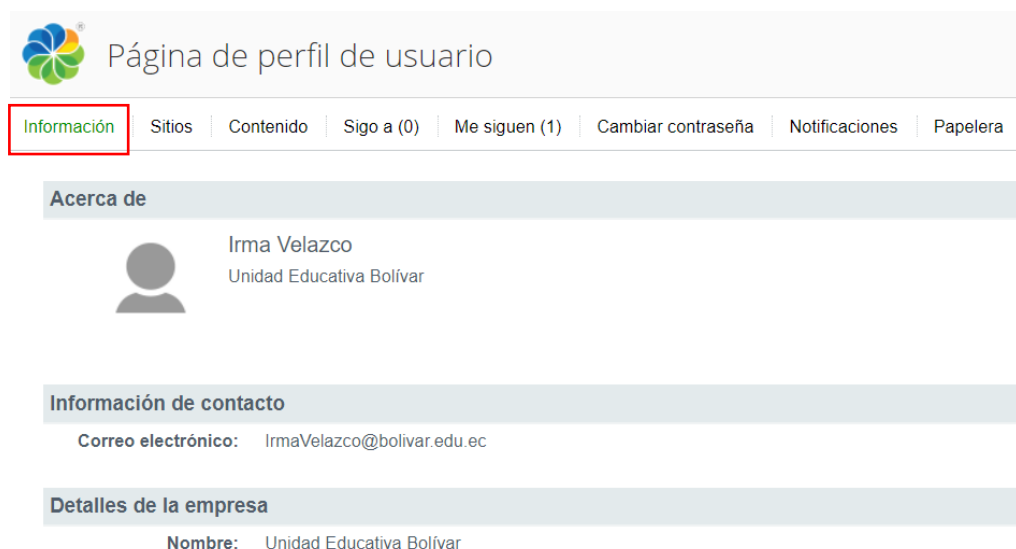 Página de perfil de usuario
Información Sitios Contenido Sigo a (0) Me siguen (1) Cambiar contraseña Notificaciones Papelera
Acerca de
Irma Velazco
Unidad Educativa Bolívar
Información de contacto
Correo electrónico: IrmaVelazco@bolivar.edu.ec
Detalles de la empresa
Nombre: Unidad Educativa Bolívar